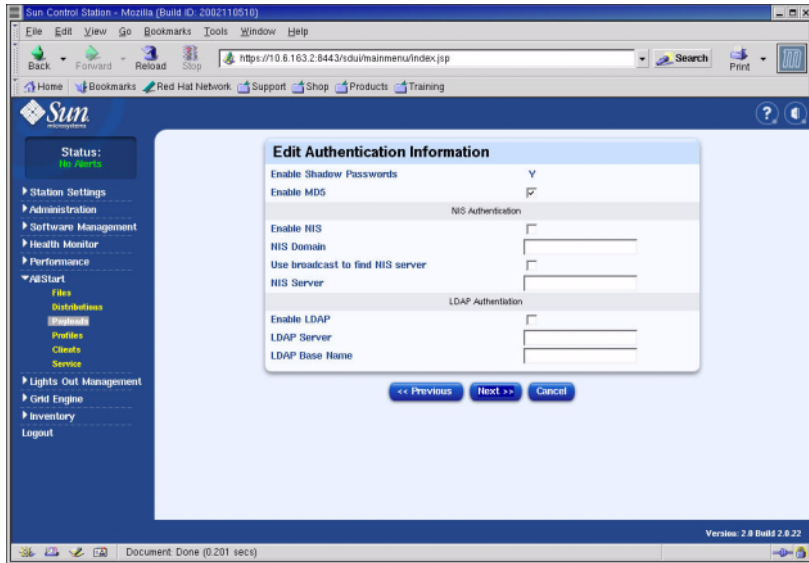 Sun Control Station - Mozilla {Build ID: 2002110510}
File Edit View Go Bookmarks Tools Window Help
Back Forward Reload Stop https://10.6.163.2:8443/sdui/mainmenu/index.jsp Search Print
Home Bookmarks Red Hat Network Support Shop Products Training
Sun
microsystems
Status:
No Alerts
Station Settings
Administration
Software Management
Health Monitor
Performance
AllStart
Files
Distributions
Payloads
Profiles
Clients
Service
Lights Out Management
Grid Engine
Inventory
Logout
Edit Authentication Information
Enable Shadow Passwords Y
Enable MD5
NIS Authentication
Enable NIS
NIS Domain
Use broadcast to find NIS server
NIS Server
LDAP Authentiation
Enable LDAP
LDAP Server
LDAP Base Name
<< Previous Next >> Cancel
Version: 2.0 Build 2.0.22
Document: Done (0.201 secs)